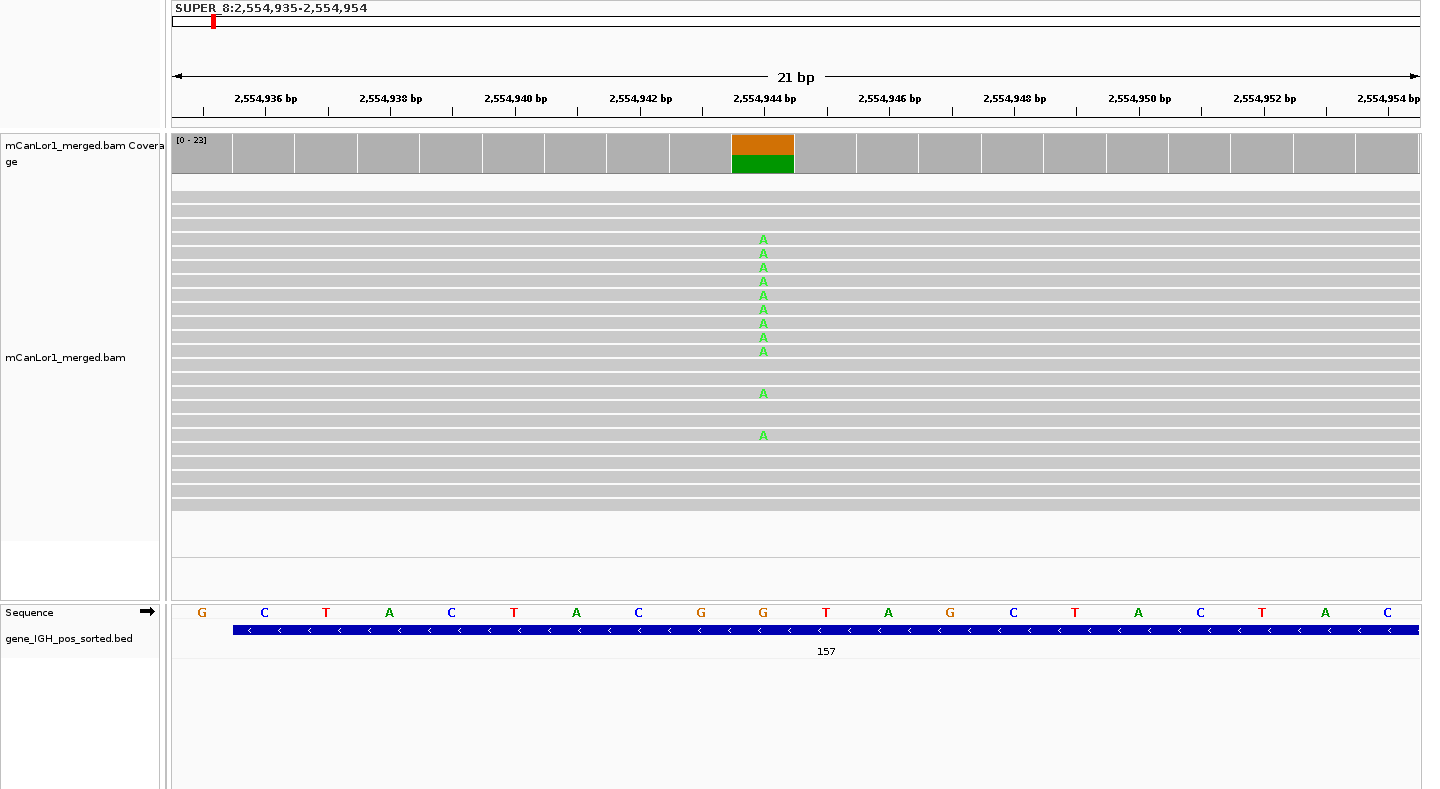 SUPER_8:2,554,935-2,554,954
21 bp
2,554,936 bp 2,554,938 bp 2,554,940 bp 2,554,942 bp 2,554,944 bp 2,554,946 bp 2,554,948 bp 2,554,950 bp 2,554,952 bp 2,554,954 bp
[0 - 23]
mCanLor1_merged.bam Covera
ge
A
A
A
A
A
A
A
A
A
mCanLor1_merged.bam
A
A
Sequence G C T A C T A C G G T A G C T A C T A C
gene_IGH_pos_sorted.bed
157